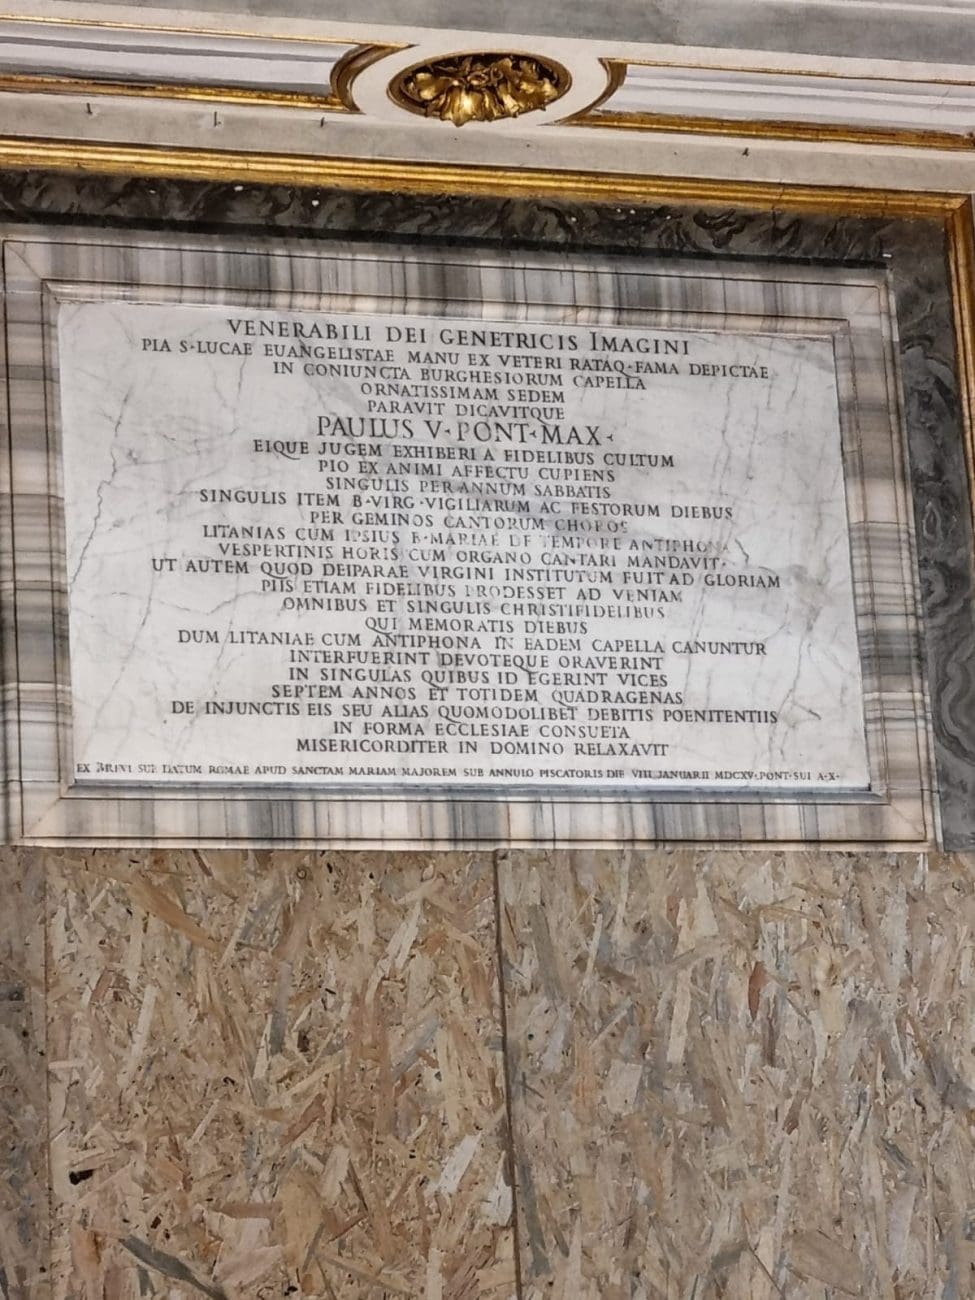 VENERABILI DEI GENETRICIS IMAGINI
PIA S·LUCAE EUANGELISTAE MANU EX VETERI RATAQ·FAMA DEPICTAE
IN CONIUNCTA BURGHESIORUM CAPELLA
ORNATISSIMAM SEDEM
PARAVIT DICAVITQUE
PAULUS V·PONT·MAX·
EIQUE JUGEM EXHIBERI A FIDELIBUS CULTUM
PIO EX ANIMI AFFECTU CUPIENS
SINGULIS PER ANNUM SABBATIS
SINGULIS ITEM B·VIRG·VIGILIARUM AC FESTORUM DIEBUS
PER GEMINOS CANTORUM CHOROS
LITANIAS CUM IPSIUS B·MARIAE DE TEMPORE ANTIPHONA
VESPERTINIS HORIS CUM ORGANO CANTARI MANDAVIT·
UT AUTEM QUOD DEIPARAE VIRGINI INSTITUTUM FUIT AD GLORIAM
PIIS ETIAM FIDELIBUS PRODESSET AD VENIAM
OMNIBUS ET SINGULIS CHRISTIFIDELIBUS
QUI MEMORATIS DIEBUS
DUM LITANIAE CUM ANTIPHONA IN EADEM CAPELLA CANUNTUR
INTERFUERINT DEVOTEQUE ORAVERINT
IN SINGULAS QUIBUS ID EGERINT VICES
SEPTEM ANNOS ET TOTIDEM QUADRAGENAS
DE INJUNCTIS EIS SEU ALIAS QUOMODOLIBET DEBITIS POENITENTIIS
IN FORMA ECCLESIAE CONSUETA
MISERICORDITER IN DOMINO RELAXAVIT
EX BREVI SUB DATUM ROMAE APUD SANCTAM MARIAM MAJOREM SUB ANNULO PISCATORIS DIE VIII JANUARII MDCXV·PONT·SUI A·X·